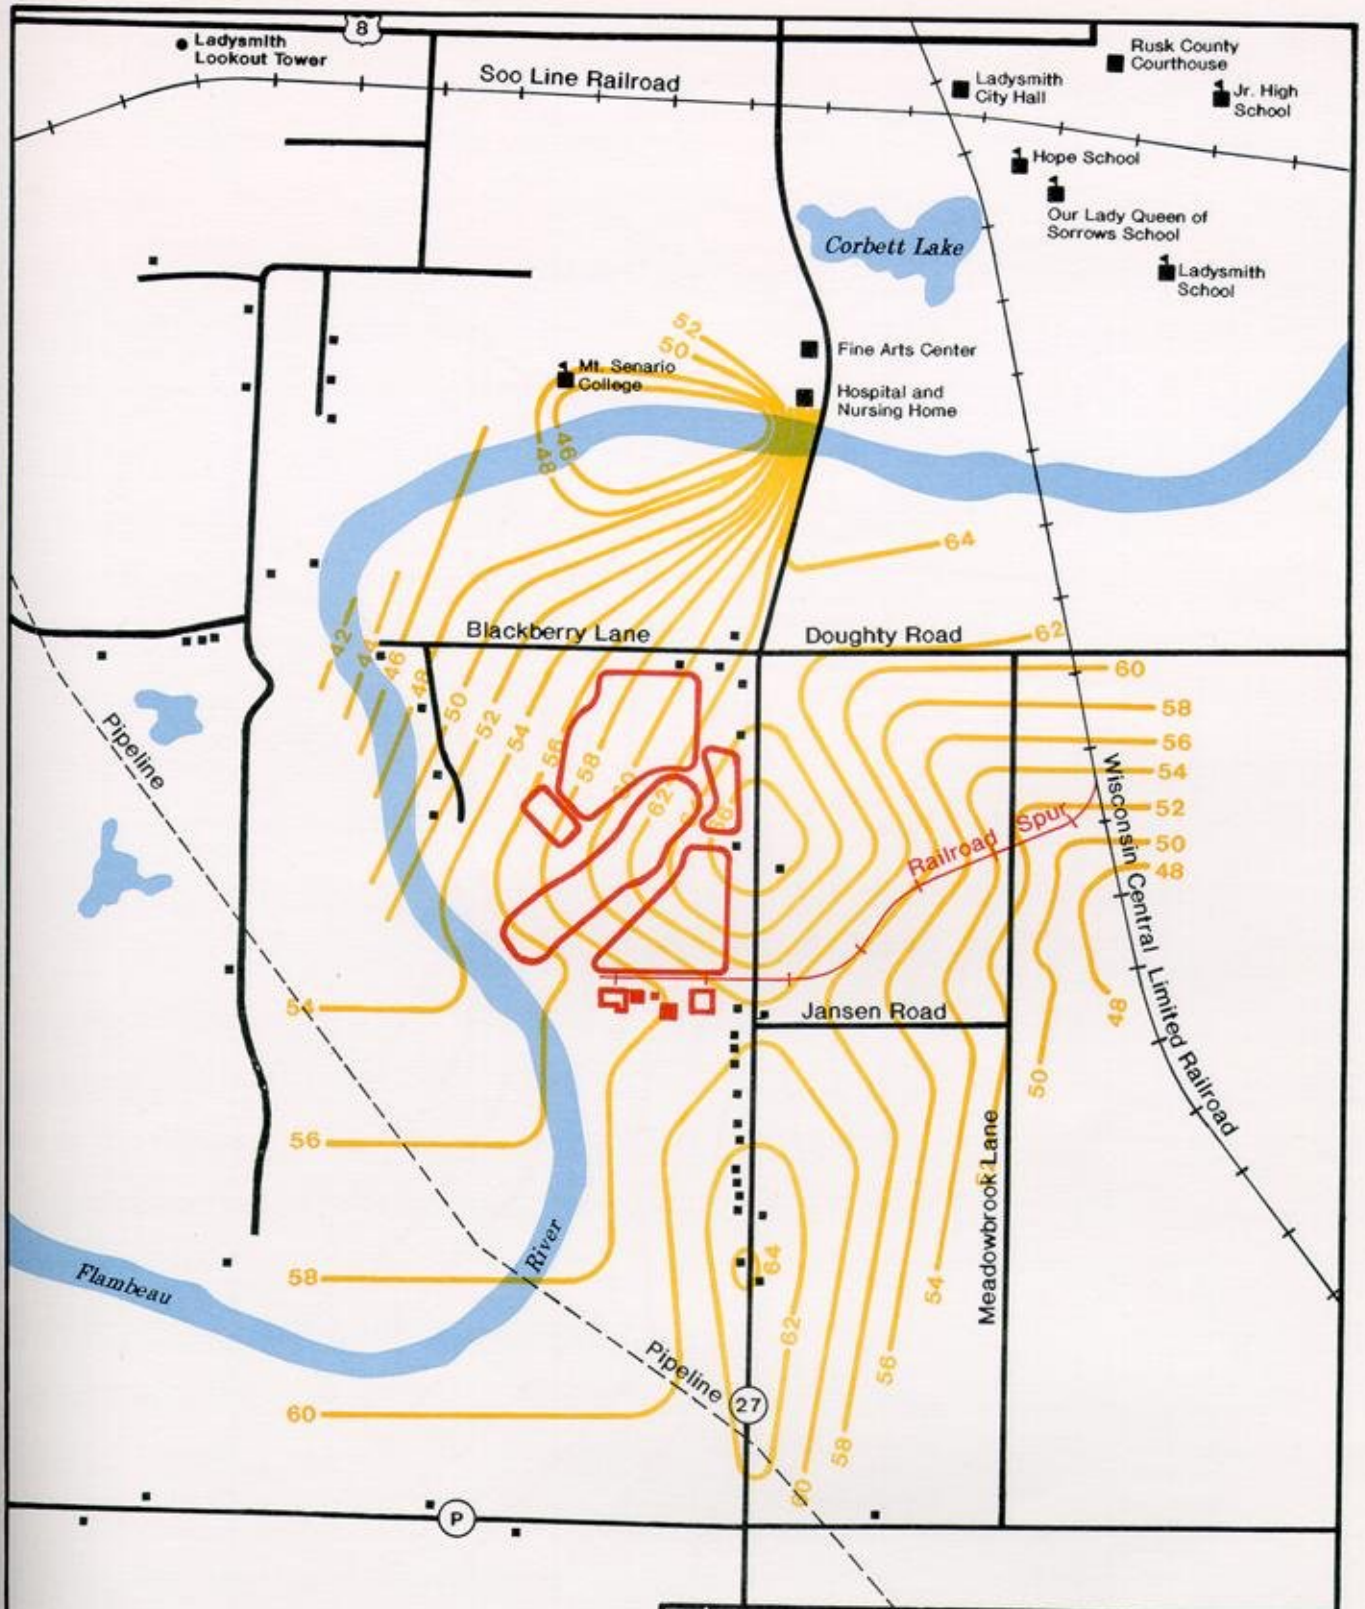 8
Ladysmith
Lookout Tower
Soo Line Railroad
Rusk County
Courthouse
Ladysmith
City Hall
Jr. High
School
Hope School
Our Lady Queen of
Sorrows School
Corbett Lake
Ladysmith
School
52
50
Fine Arts Center
Mt. Senario
College
Hospital and
Nursing Home
48
46
64
Blackberry Lane
Doughty Road
62
42
44
46
48
50
52
54
56
58
62
60
58
56
54
52
50
48
Pipeline
Railroad Spur
Wisconsin Central Limited Railroad
54
Jansen Road
48
50
56
Meadowbrook Lane
58
Flambeau
River
64
62
54
56
Pipeline
60
27
58
60
P